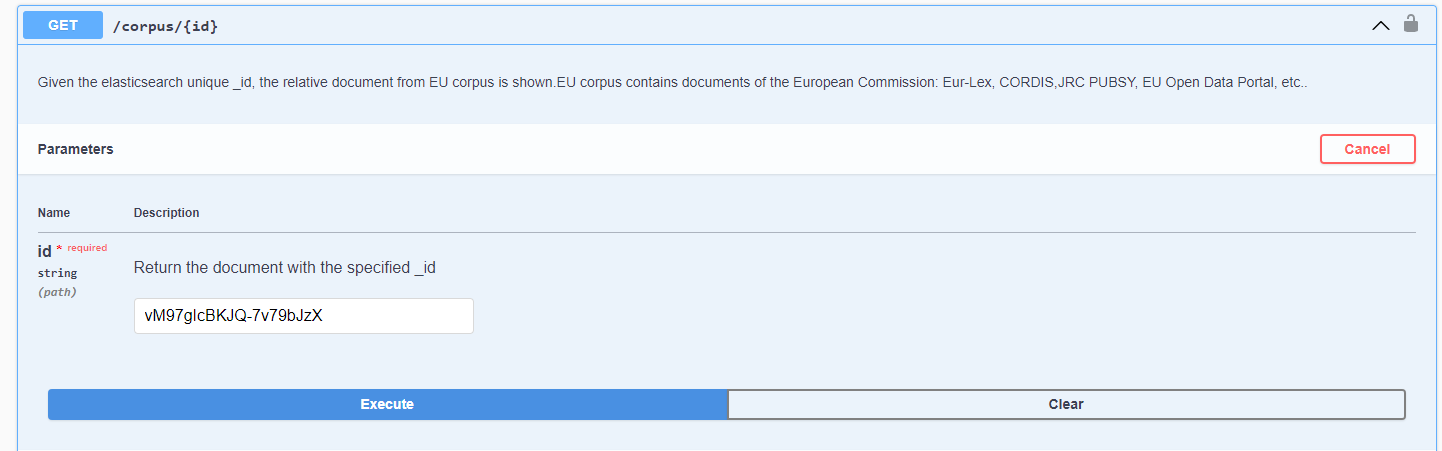 GET /corpus/{id}
Given the elasticsearch unique _id, the relative document from EU corpus is shown.EU corpus contains documents of the European Commission: Eur-Lex, CORDIS,JRC PUBSY, EU Open Data Portal, etc..
Parameters Cancel
Name Description
id * required
string
(path)
Return the document with the specified _id
vM97glcBKJQ-7v79bJzX
Execute Clear